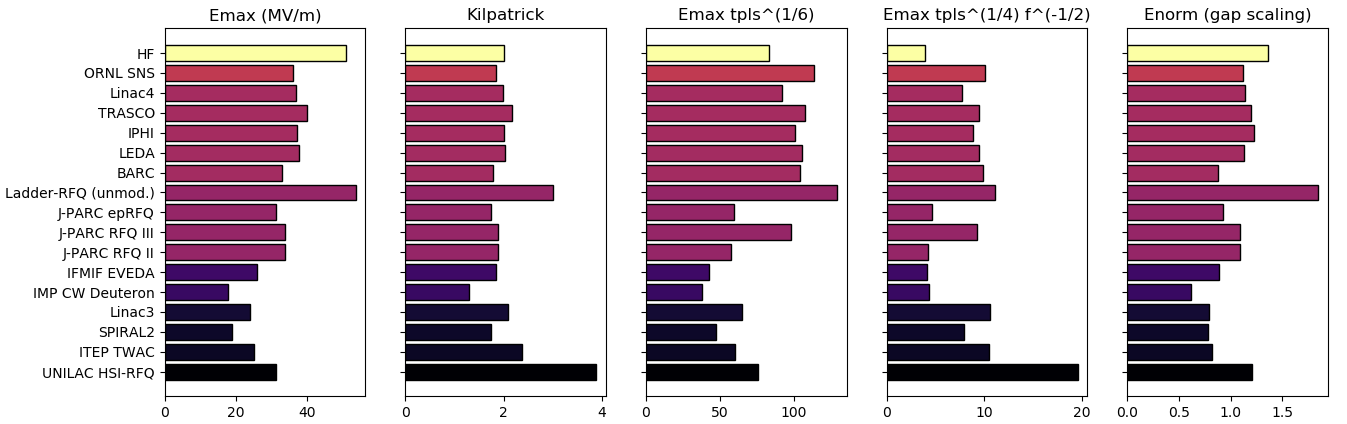 Emax (MV/m)
Kilpatrick
Emax tpls^(1/6)
Emax tpls^(1/4) f^(-1/2)
Enorm (gap scaling)
HF
ORNL SNS
Linac4
TRASCO
IPHI
LEDA
BARC
Ladder-RFQ (unmod.)
J-PARC epRFQ
J-PARC RFQ III
J-PARC RFQ II
IFMIF EVEDA
IMP CW Deuteron
Linac3
SPIRAL2
ITEP TWAC
UNILAC HSI-RFQ
0 20 40
0 2 4
0 50 100
0 10 20
0.0 0.5 1.0 1.5